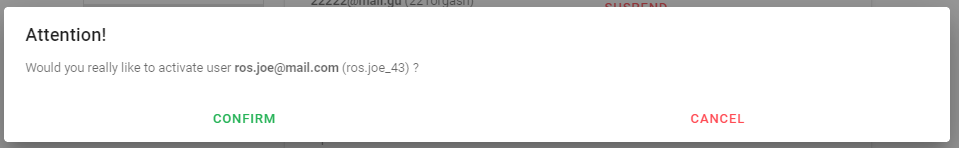 Attention!
Would you really like to activate user ros.joe@mail.com (ros.joe_43) ?
CONFIRM
CANCEL